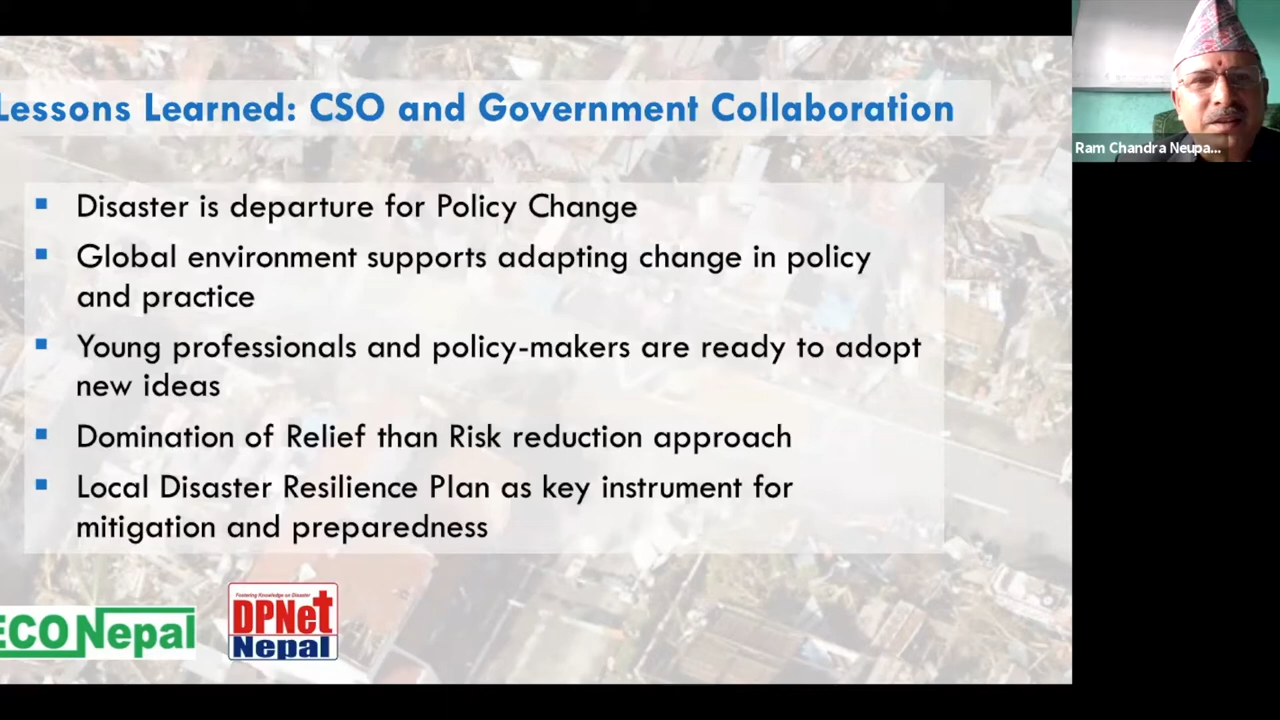 Lessons Learned: CSO and Government Collaboration
Ram Chandra Neupa...
▪ Disaster is departure for Policy Change
▪ Global environment supports adapting change in policy
and practice
▪ Young professionals and policy-makers are ready to adopt
new ideas
▪ Domination of Relief than Risk reduction approach
▪ Local Disaster Resilience Plan as key instrument for
mitigation and preparedness
ECO Nepal
Fostering Knowledge on Disaster
DPNet
Nepal